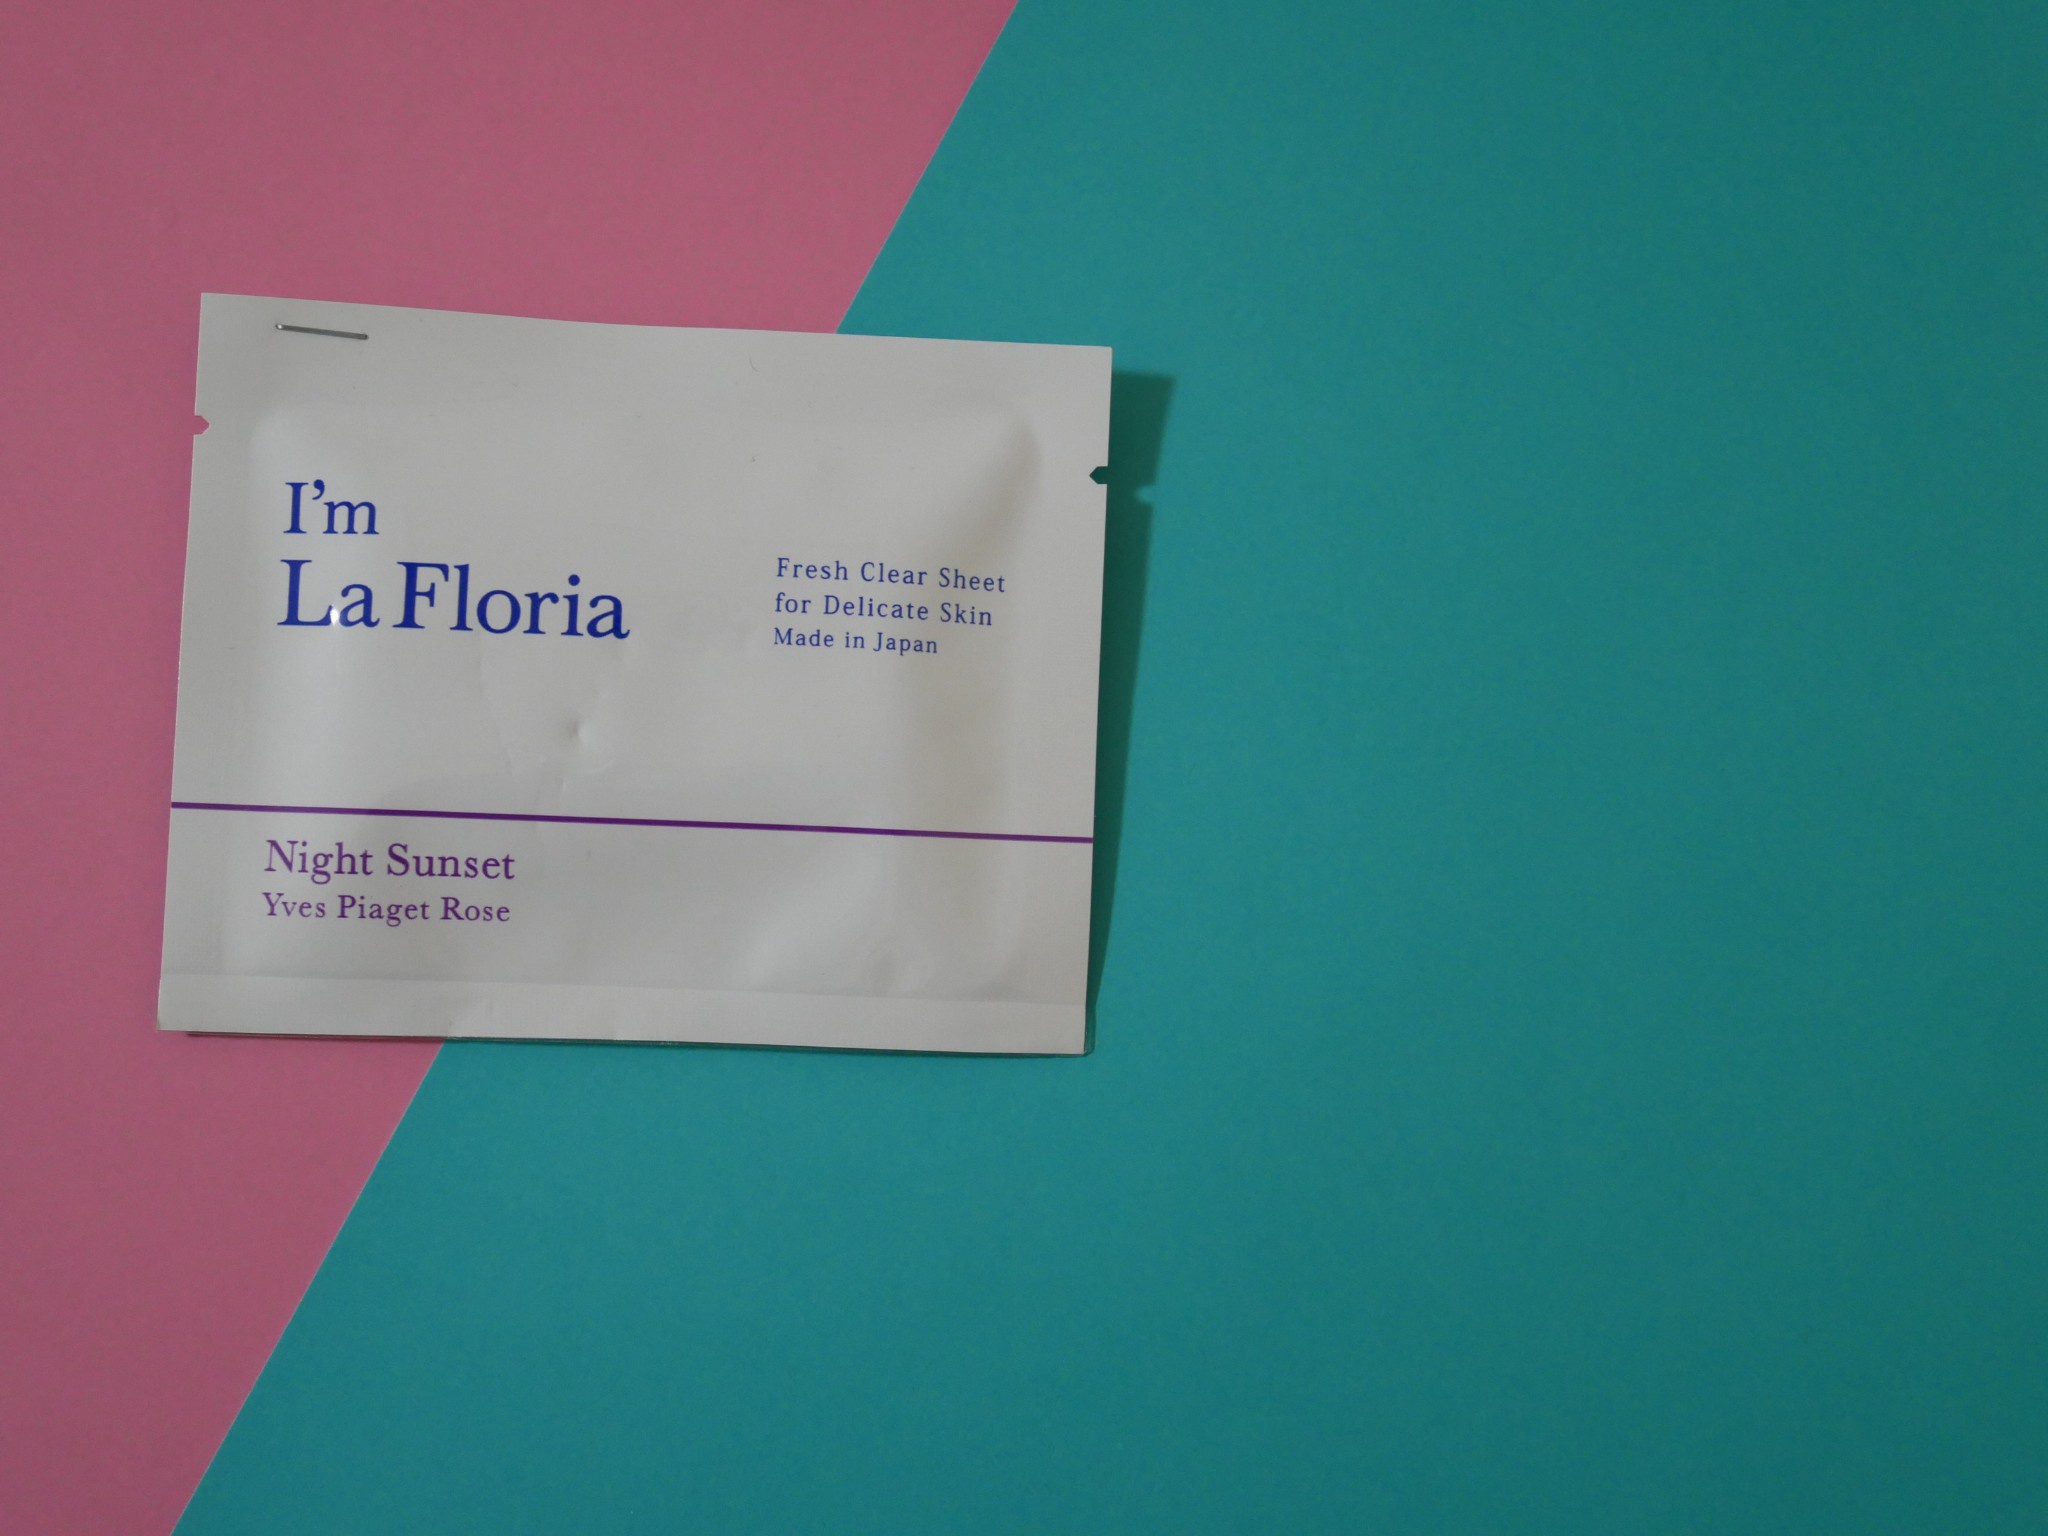 I'm
La Floria
Fresh Clear Sheet
for Delicate Skin
Made in Japan
Night Sunset
Yves Piaget Rose